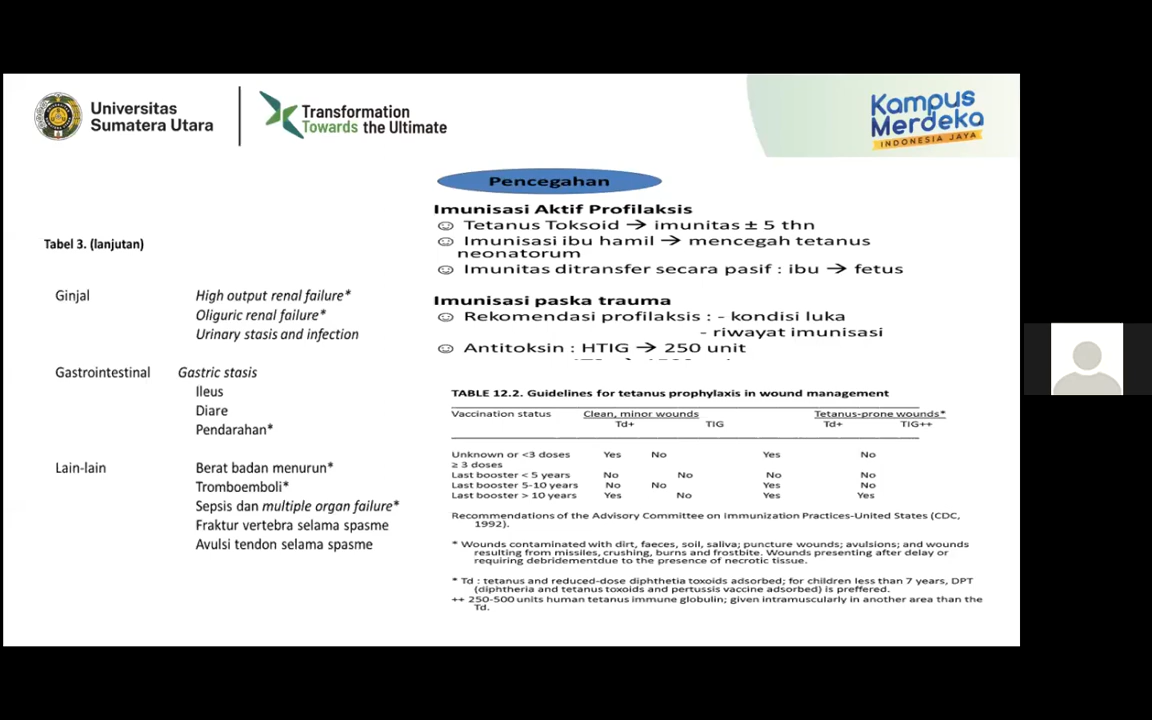 Universitas
Sumatera Utara
Transformation
Towards the Ultimate
Kampus
Merdeka
INDONESIA JAYA
Tabel 3. (lanjutan)
Ginjal High output renal failure*
Oliguric renal failure*
Urinary stasis and infection
Gastrointestinal Gastric stasis
Ileus
Diare
Pendarahan*
Lain-lain Berat badan menurun*
Tromboemboli*
Sepsis dan multiple organ failure*
Fraktur vertebra selama spasme
Avulsi tendon selama spasme
Pencegahan
Imunisasi Aktif Profilaksis
☺ Tetanus Toksoid → imunitas ± 5 thn
☺ Imunisasi ibu hamil → mencegah tetanus
neonatorum
☺ Imunitas ditransfer secara pasif : ibu → fetus
Imunisasi paska trauma
☺ Rekomendasi profilaksis : - kondisi luka
- riwayat imunisasi
☺ Antitoksin : HTIG → 250 unit
TABLE 12.2. Guidelines for tetanus prophylaxis in wound management
Vaccination status Clean, minor wounds Tetanus-prone wounds*
Td+ TIG Td+ TIG++
Unknown or <3 doses Yes No Yes No
≥ 3 doses
Last booster < 5 years No No No No
Last booster 5-10 years No No Yes No
Last booster > 10 years Yes No Yes Yes
Recommendations of the Advisory Committee on Immunization Practices-United States (CDC,
1992).
* Wounds contaminated with dirt, faeces, soil, saliva; puncture wounds; avulsions; and wounds
resulting from missiles, crushing, burns and frostbite. Wounds presenting after delay or
requiring debridementdue to the presence of necrotic tissue.
* Td : tetanus and reduced-dose diphthetia toxoids adsorbed; for children less than 7 years, DPT
(diphtheria and tetanus toxoids and pertussis vaccine adsorbed) is preffered.
++ 250-500 units human tetanus immune globulin; given intramuscularly in another area than the
Td.